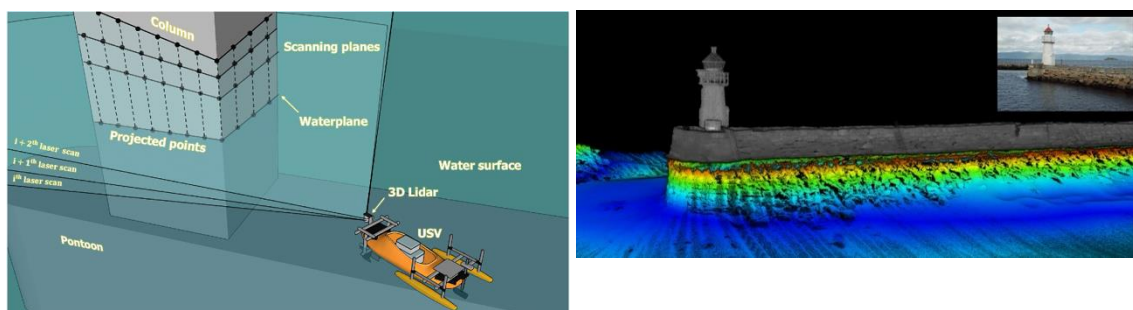 Column
Scanning planes
Waterplane
Projected points
i + 2ᵗʰ laser scan
i + 1ᵗʰ laser scan
iᵗʰ laser scan
Water surface
3D Lidar
USV
Pontoon